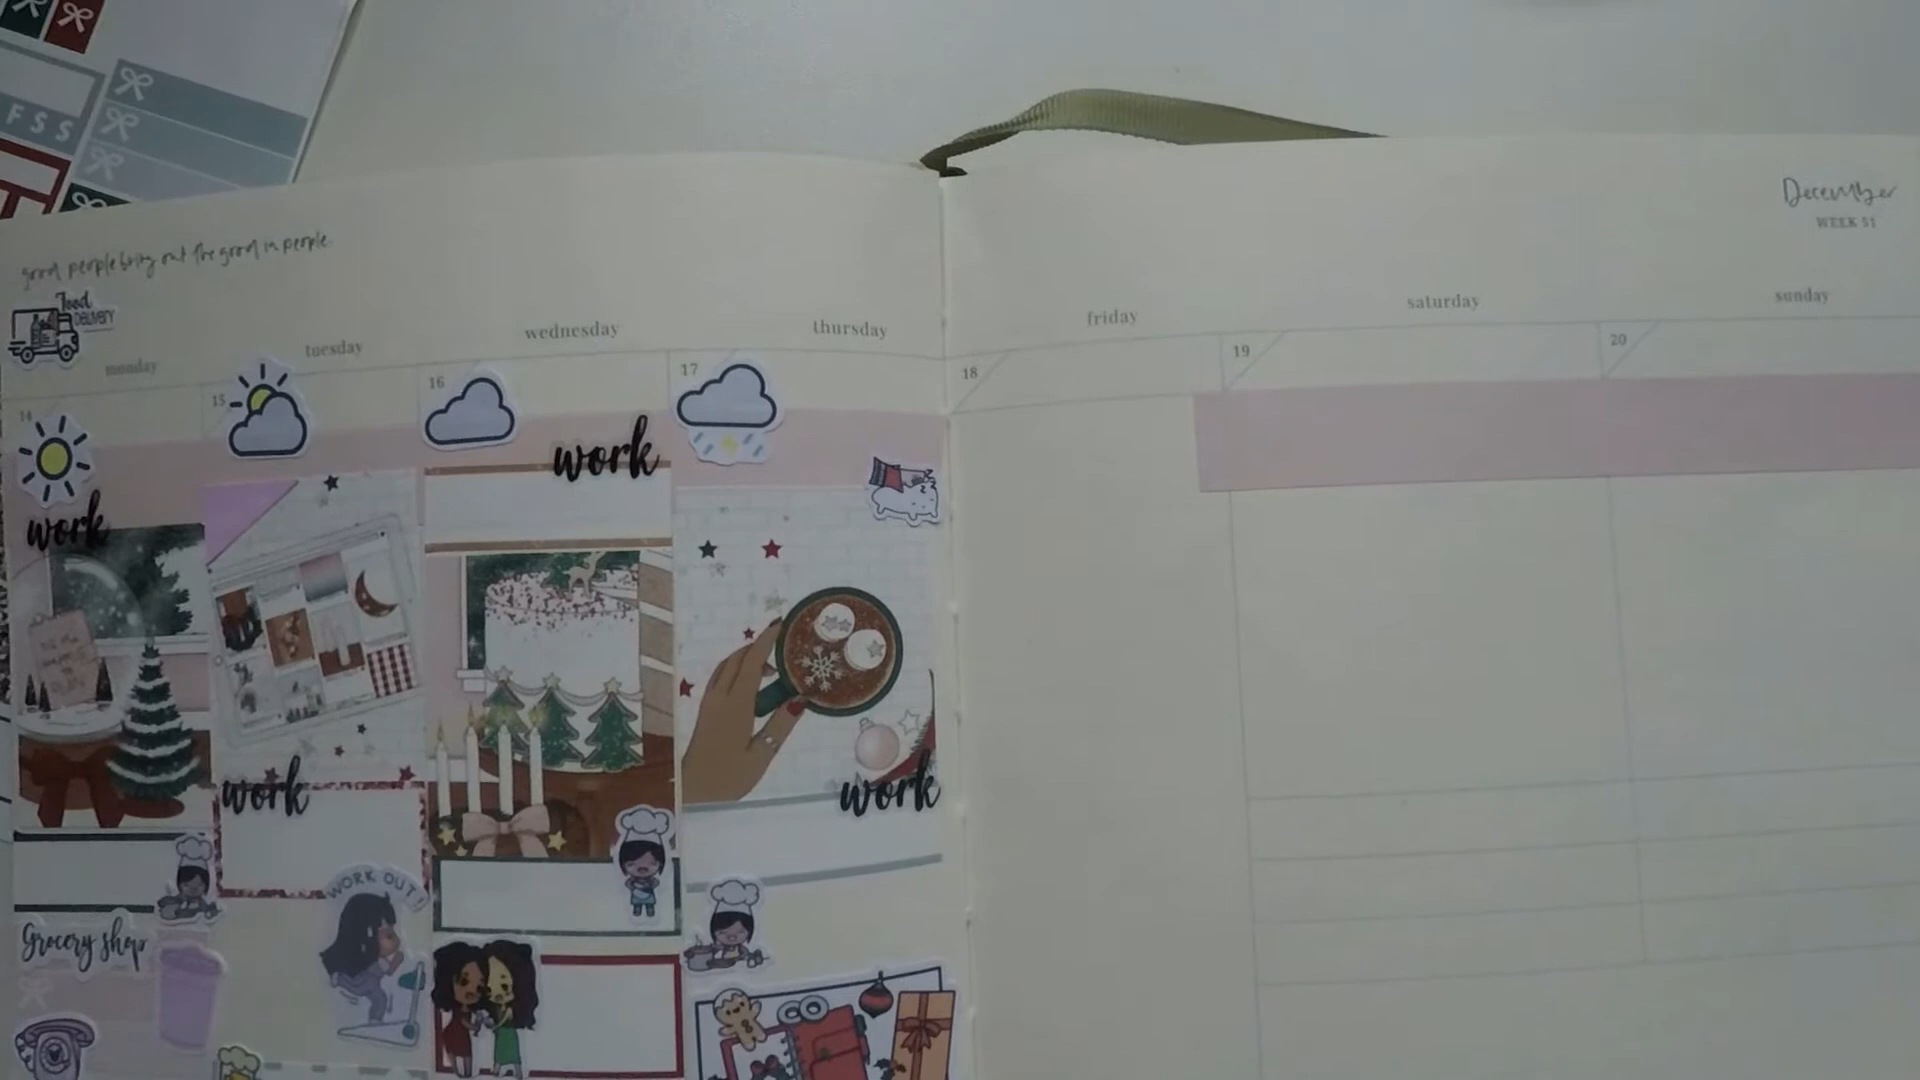 F S S
December
WEEK 51
good people bring out the good in people.
Food
DELIVERY
monday
tuesday
wednesday
thursday
friday
saturday
sunday
14
15
16
17
18
19
20
work
work
work
work
WORK OUT!
Grocery shop